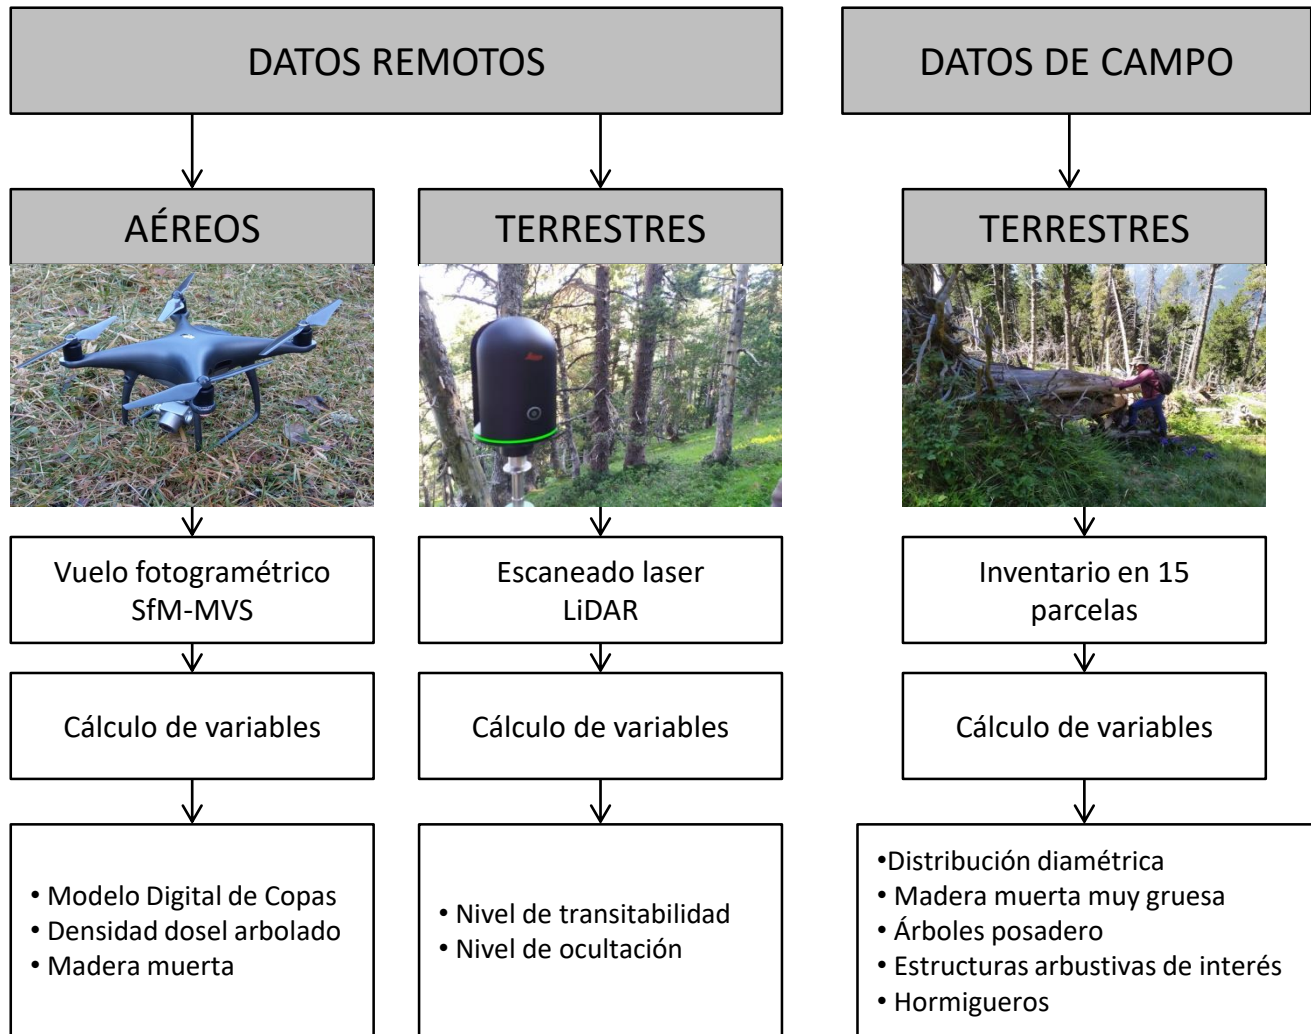 DATOS REMOTOS
DATOS DE CAMPO
AÉREOS
TERRESTRES
TERRESTRES
Leica
Vuelo fotogramétrico
SfM-MVS
Escaneado laser
LiDAR
Inventario en 15
parcelas
Cálculo de variables
Cálculo de variables
Cálculo de variables
• Modelo Digital de Copas
• Densidad dosel arbolado
• Madera muerta
• Nivel de transitabilidad
• Nivel de ocultación
•Distribución diamétrica
• Madera muerta muy gruesa
• Árboles posadero
• Estructuras arbustivas de interés
• Hormigueros